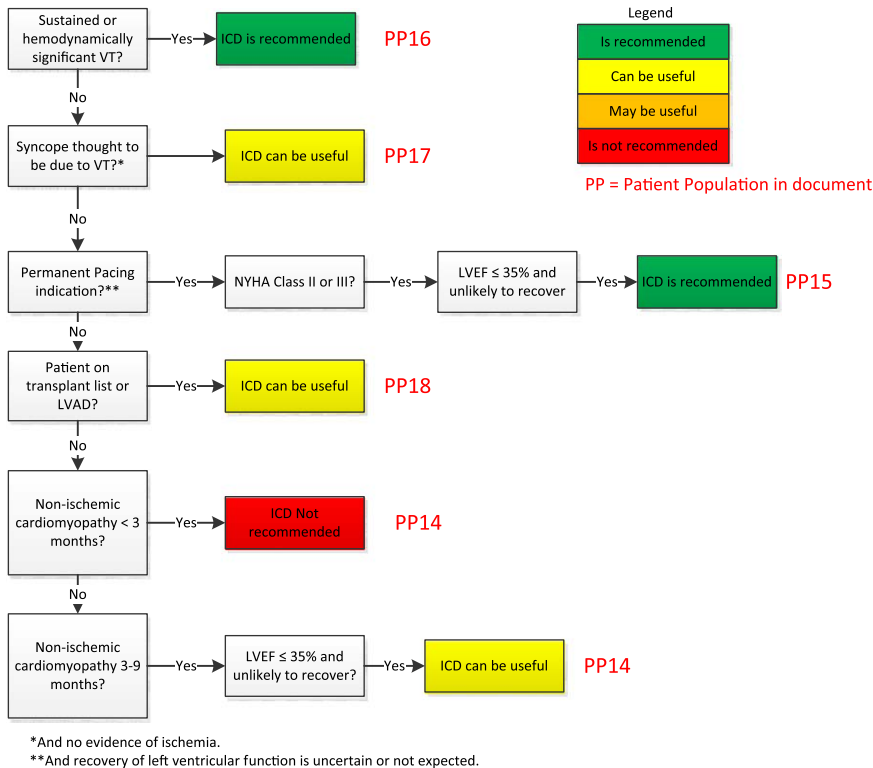 Sustained or
hemodynamically
significant VT?
Yes
ICD is recommended
PP16
Legend
Is recommended
Can be useful
May be useful
Is not recommended
PP = Patient Population in document
No
Syncope thought to
be due to VT?*
ICD can be useful
PP17
No
Permanent Pacing
indication?**
Yes
NYHA Class II or III?
Yes
LVEF ≤ 35% and
unlikely to recover
Yes
ICD is recommended
PP15
No
Patient on
transplant list or
LVAD?
Yes
ICD can be useful
PP18
No
Non-ischemic
cardiomyopathy < 3
months?
Yes
ICD Not
recommended
PP14
No
Non-ischemic
cardiomyopathy 3-9
months?
Yes
LVEF ≤ 35% and
unlikely to recover?
Yes
ICD can be useful
PP14
*And no evidence of ischemia.
**And recovery of left ventricular function is uncertain or not expected.